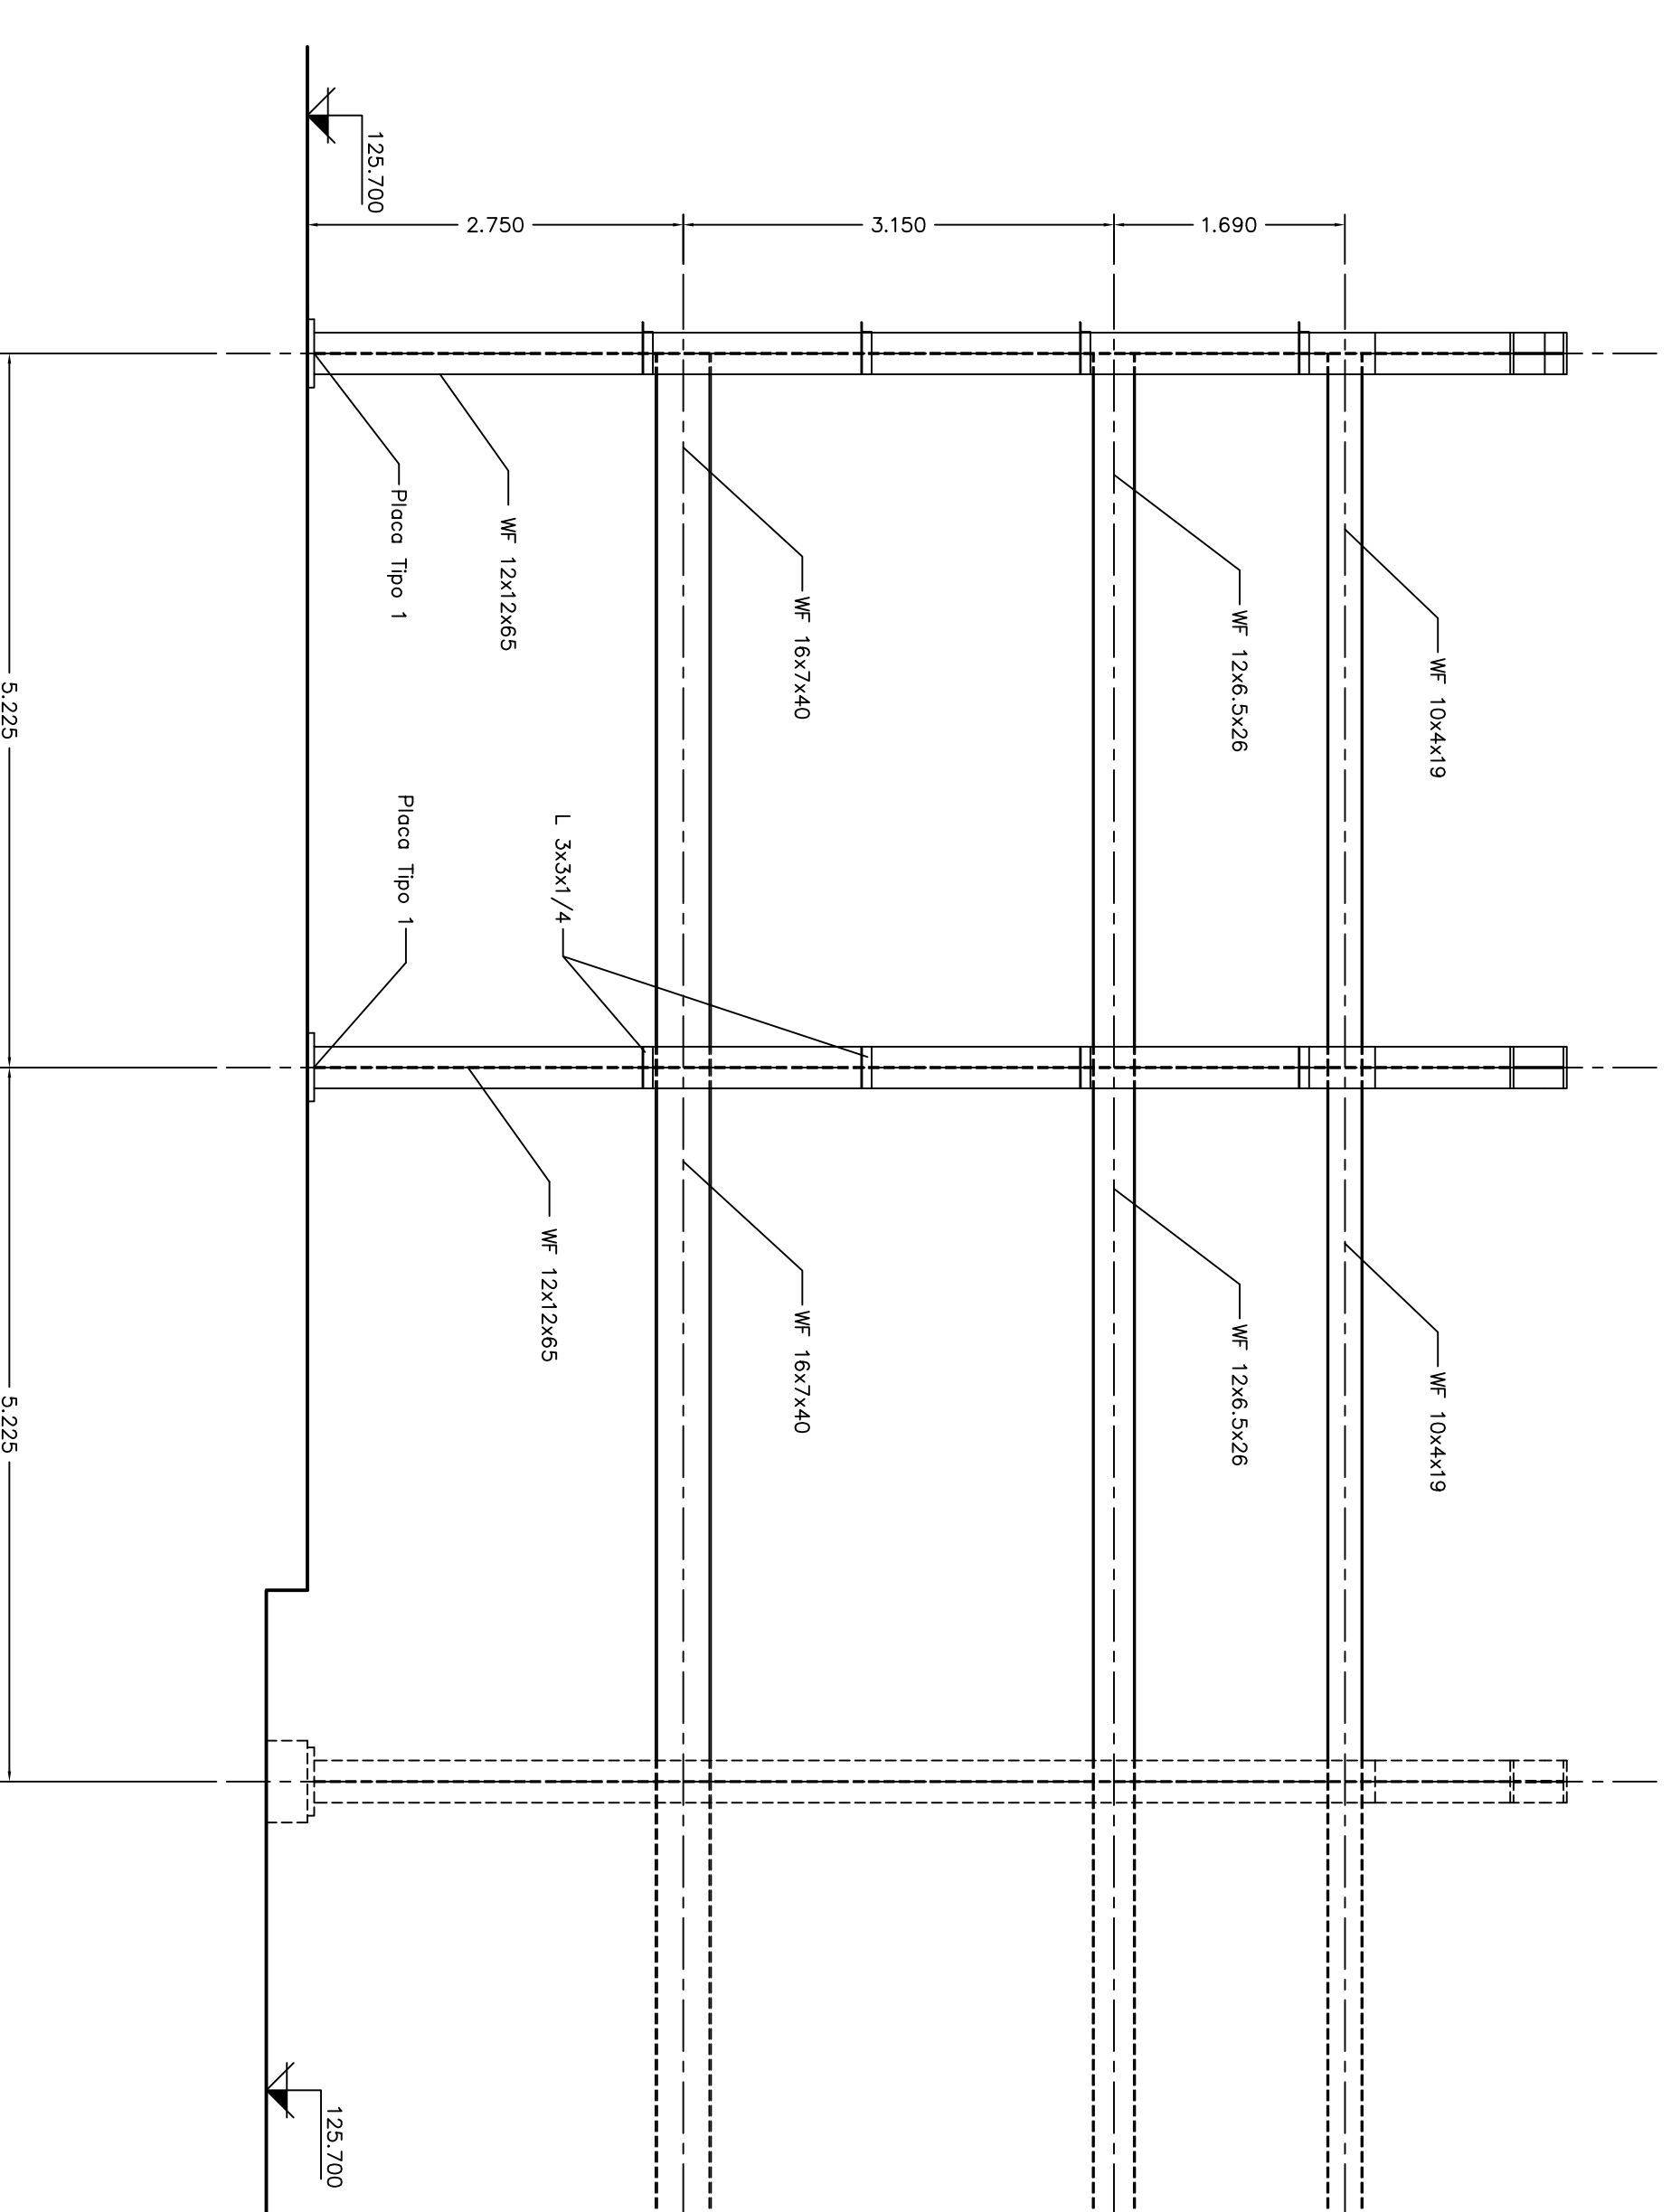 WF 10x4x19
WF 10x4x19
1.690
WF 12x6.5x26
WF 12x6.5x26
3.150
WF 16x7x40
WF 16x7x40
L 3x3x1/4
WF 12x12x65
WF 12x12x65
2.750
Placa Tipo 1
Placa Tipo 1
125.700
125.700
5.225
5.225